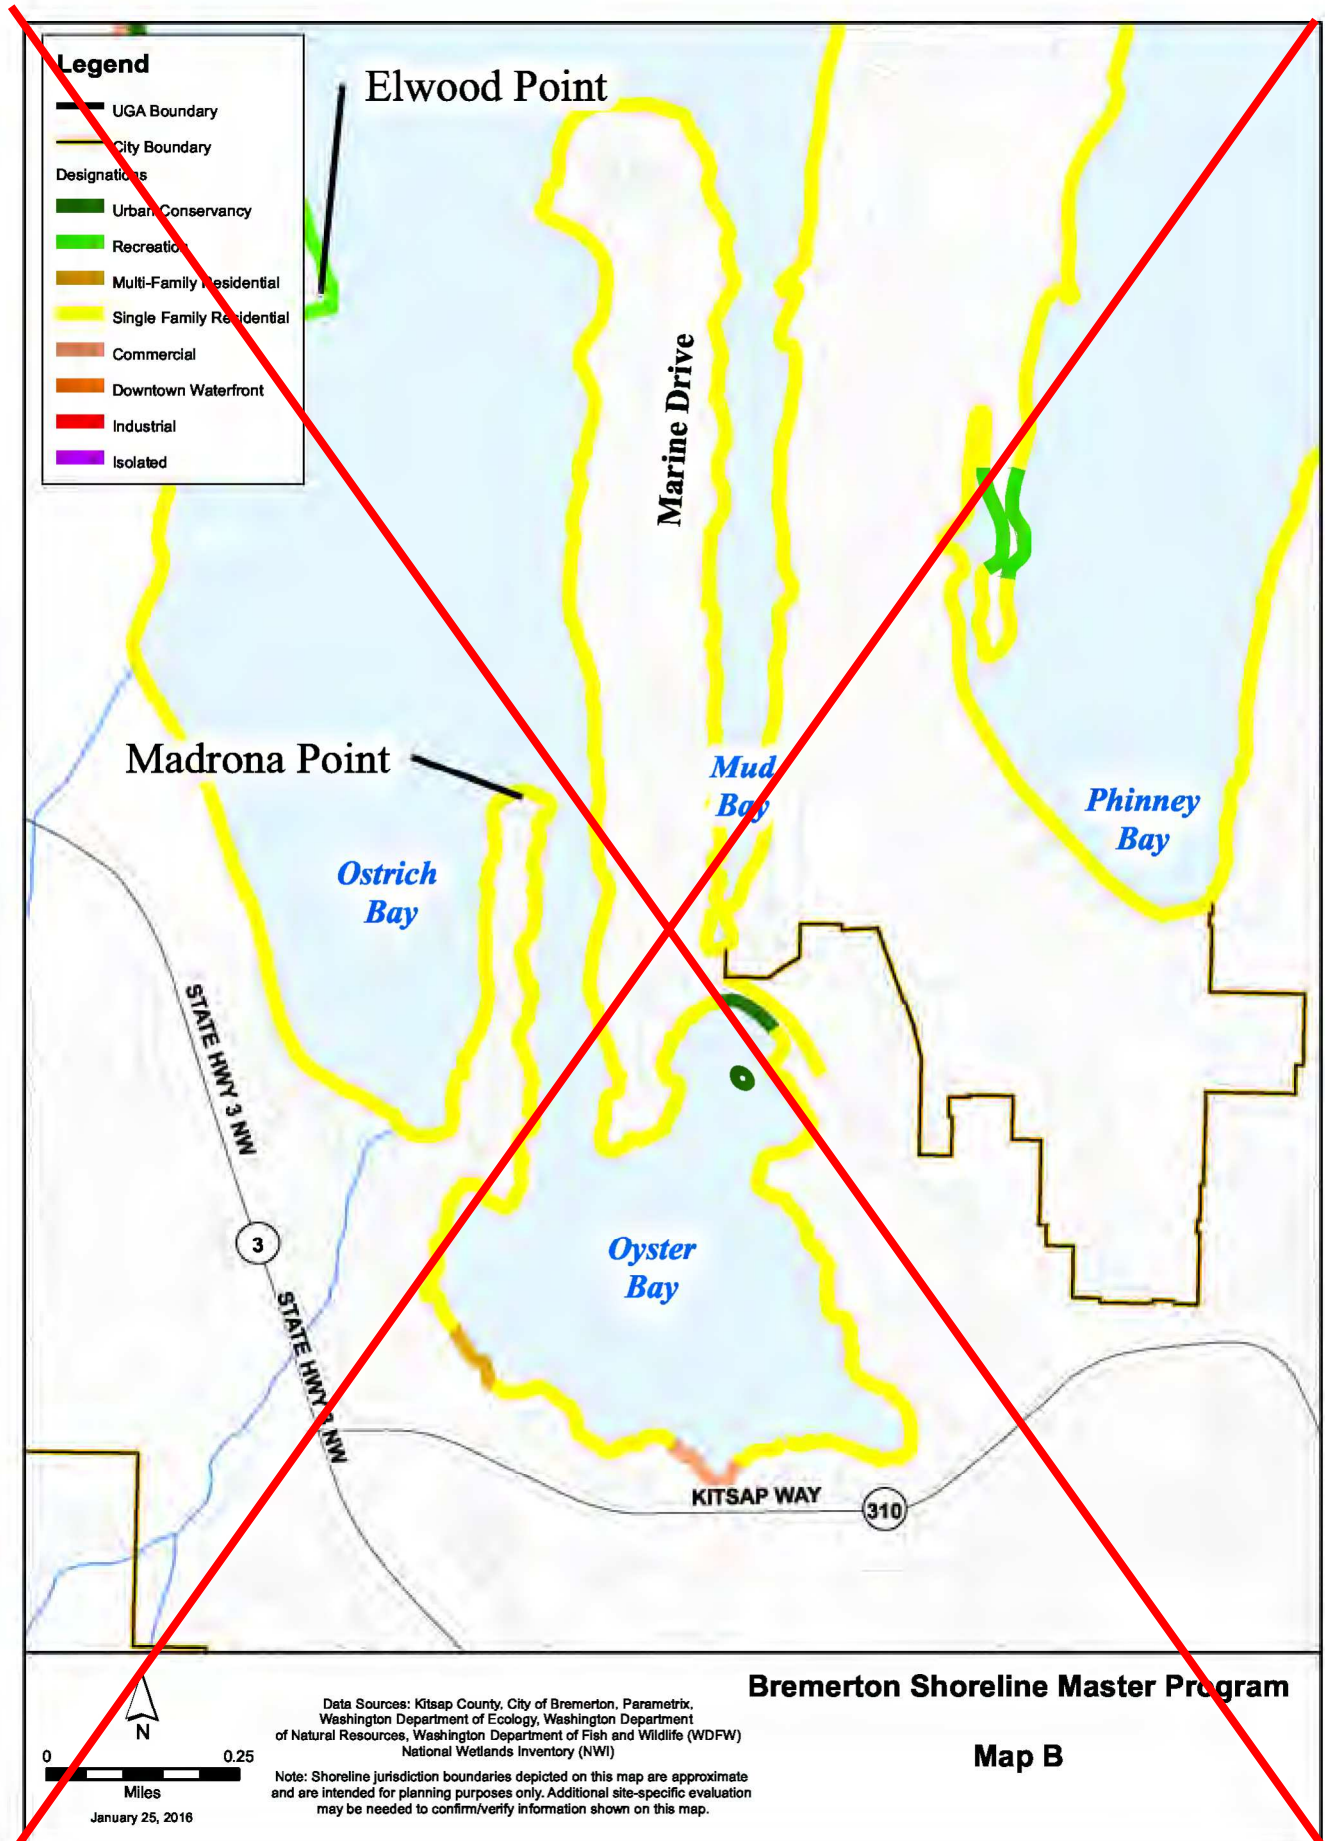 Legend
UGA Boundary
City Boundary
Designations
Urban Conservancy
Recreation
Multi-Family Residential
Single Family Residential
Commercial
Downtown Waterfront
Industrial
Isolated
Elwood Point
Marine Drive
Madrona Point
Mud
Bay
Phinney
Bay
Ostrich
Bay
STATE HWY 3 NW
3
Oyster
Bay
STATE HWY 3 NW
KITSAP WAY
310
N
0 0.25
Miles
January 25, 2016
Data Sources: Kitsap County, City of Bremerton, Parametrix,
Washington Department of Ecology, Washington Department
of Natural Resources, Washington Department of Fish and Wildlife (WDFW)
National Wetlands Inventory (NWI)
Note: Shoreline jurisdiction boundaries depicted on this map are approximate
and are intended for planning purposes only. Additional site-specific evaluation
may be needed to confirm/verify information shown on this map.
Bremerton Shoreline Master Program
Map B